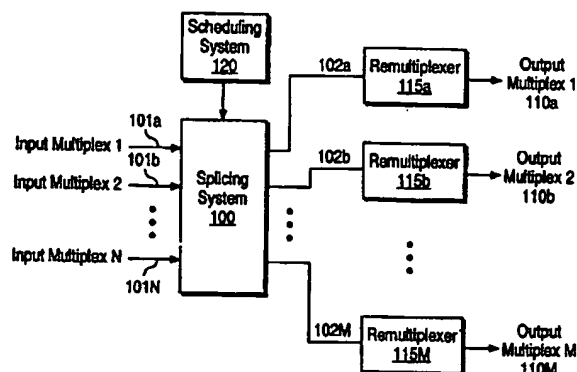 Scheduling
System
120
102a
Remultiplexer
115a
Output
Multiplex 1
110a
101a
Input Multiplex 1
101b
Input Multiplex 2
Splicing
System
100
102b
Remultiplexer
115b
Output
Multiplex 2
110b
Input Multiplex N
101N
102M
Remultiplexer
115M
Output
Multiplex M
110M